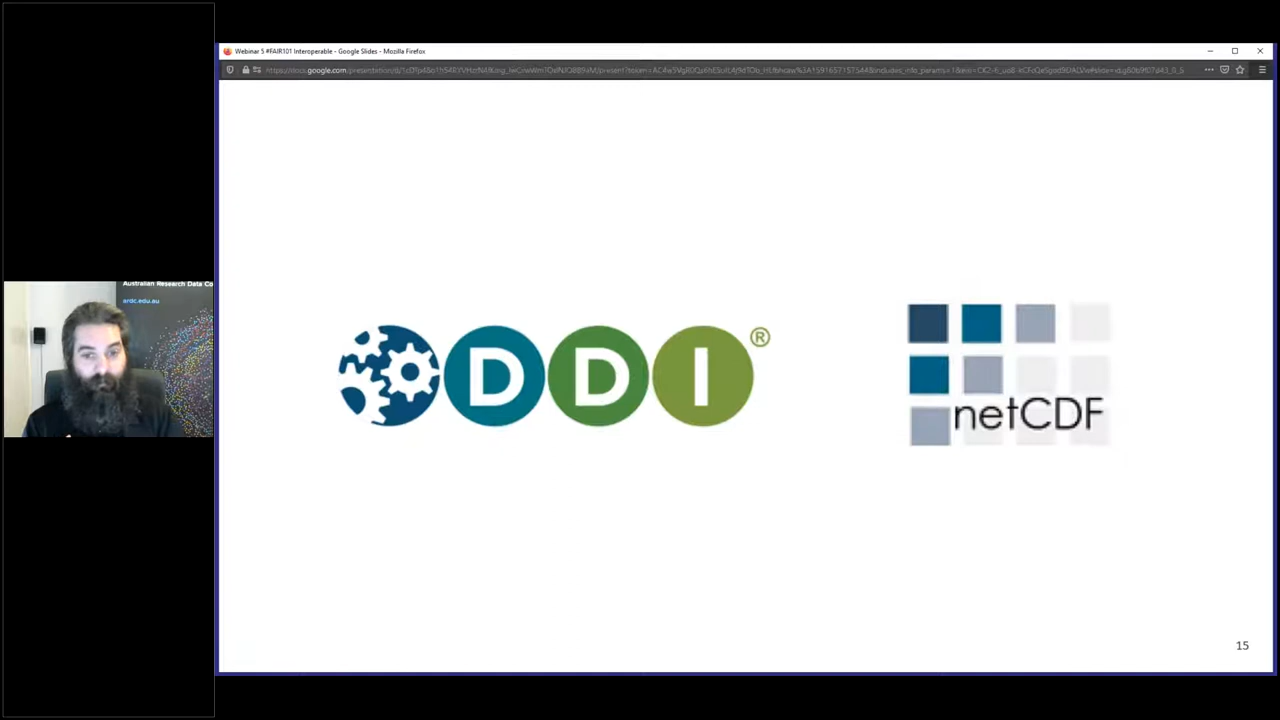 Webinar 5 #FAIR101 Interoperable - Google Slides - Mozilla Firefox
Australian Research Data Co
ardc.edu.au
DDI®
netCDF
15